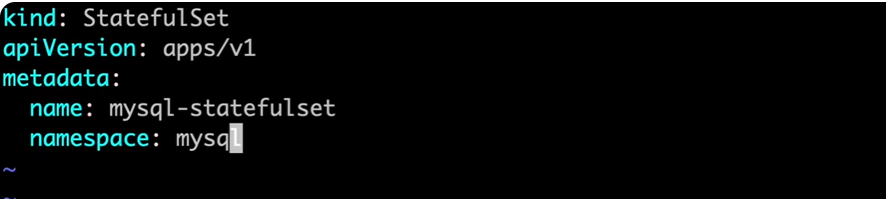 kind: StatefulSet
apiVersion: apps/v1
metadata:
  name: mysql-statefulset
  namespace: mysql
~
~